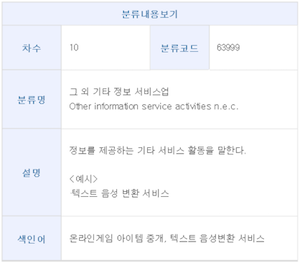 분류내용보기
차수 10 분류코드 63999
분류명 그 외 기타 정보 서비스업
Other information service activities n.e.c.
설명 정보를 제공하는 기타 서비스 활동을 말한다.
<예시>
텍스트 음성 변환 서비스
색인어 온라인게임 아이템 중개, 텍스트 음성변환 서비스